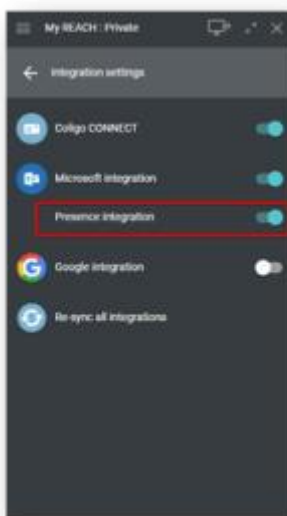 My REACH : Private
Integration settings
Coligo CONNECT
Microsoft integration
Presence integration
Google integration
Re-sync all integrations